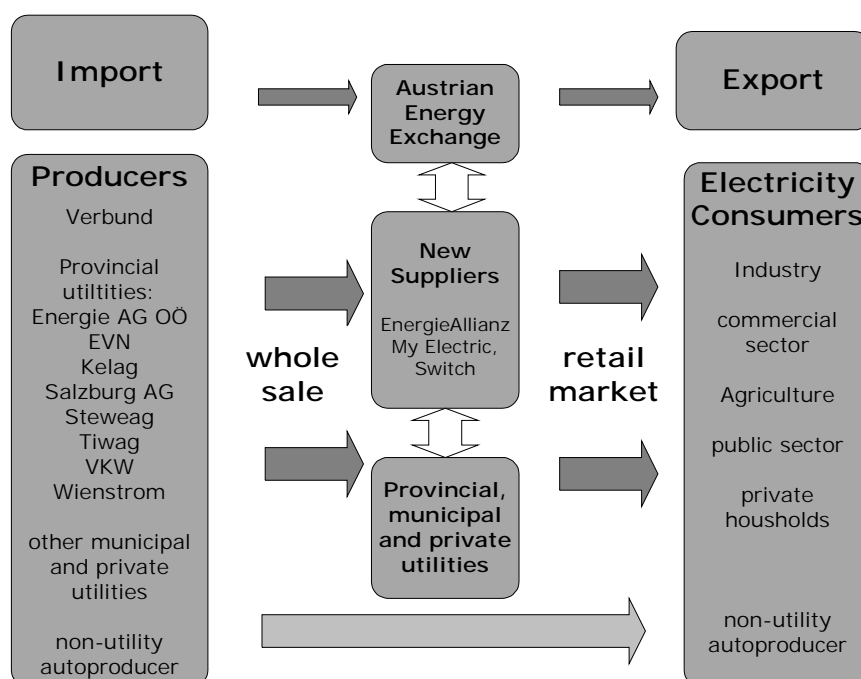 Import
Producers
Verbund
Provincial
utiltities:
Energie AG OÖ
EVN
Kelag
Salzburg AG
Steweag
Tiwag
VKW
Wienstrom
other municipal
and private
utilities
non-utility
autoproducer
whole
sale
Austrian
Energy
Exchange
New
Suppliers
EnergieAllianz
My Electric,
Switch
Provincial,
municipal
and private
utilities
retail
market
Export
Electricity
Consumers
Industry
commercial
sector
Agriculture
public sector
private
housholds
non-utility
autoproducer